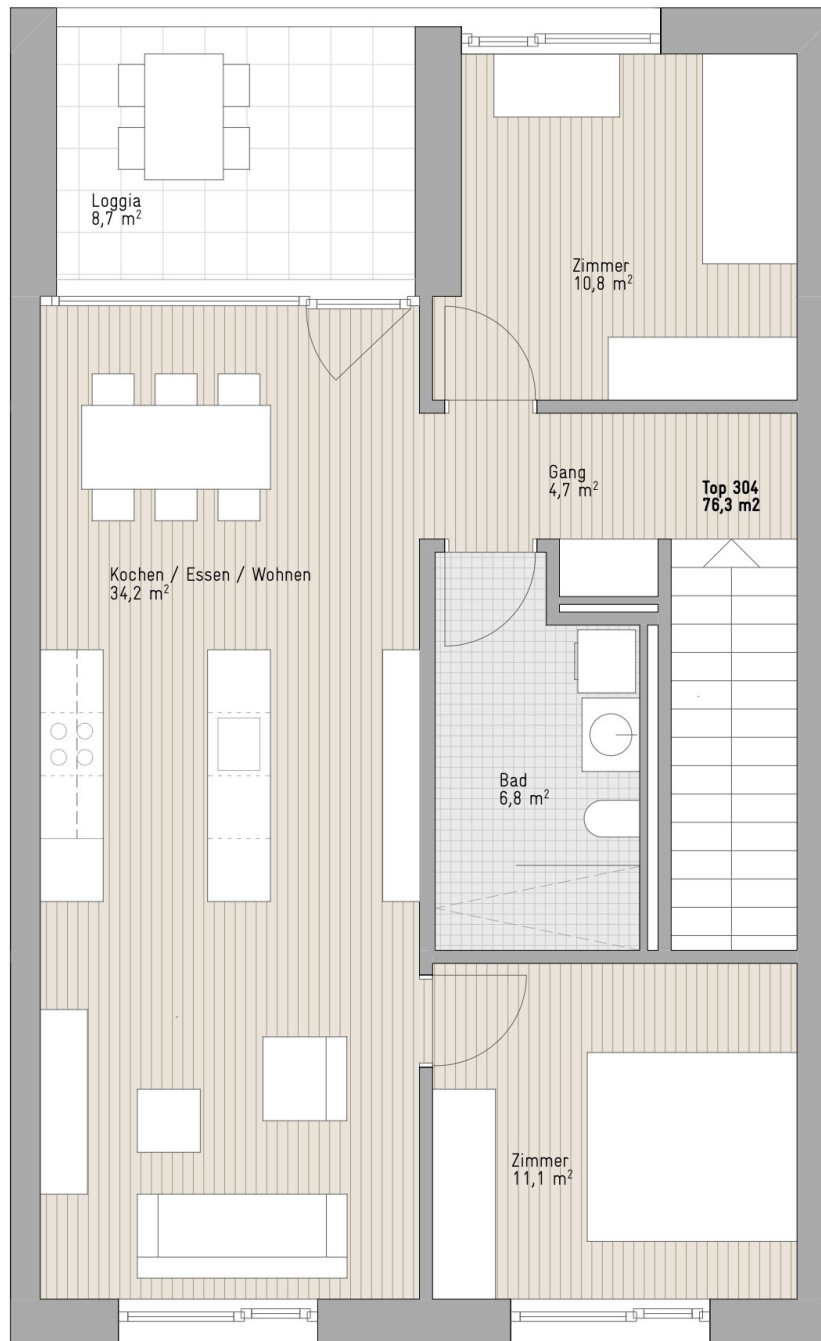 Loggia
8,7 m²
Zimmer
10,8 m²
Gang
4,7 m²
Top 304
76,3 m2
Kochen / Essen / Wohnen
34,2 m²
Bad
6,8 m²
Zimmer
11,1 m²